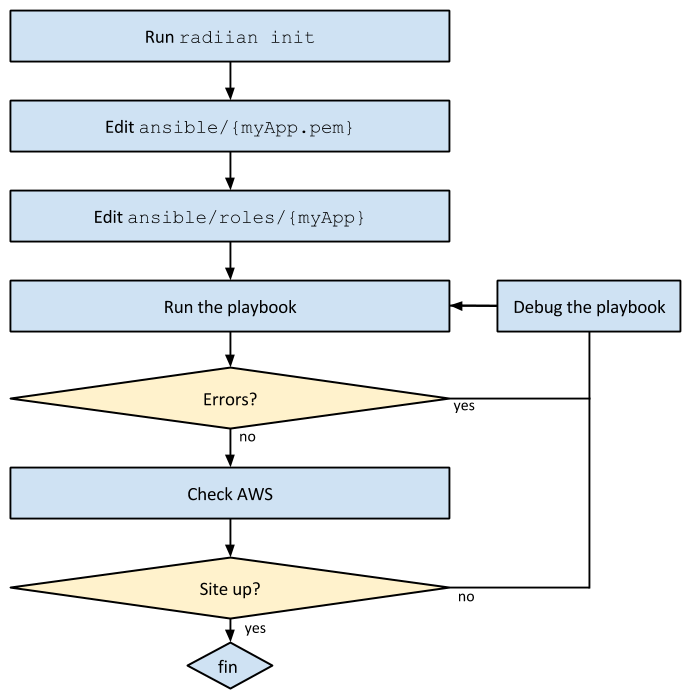 Run radiian init
Edit ansible/{myApp.pem}
Edit ansible/roles/{myApp}
Run the playbook
Debug the playbook
Errors?
yes
no
Check AWS
Site up?
no
yes
fin